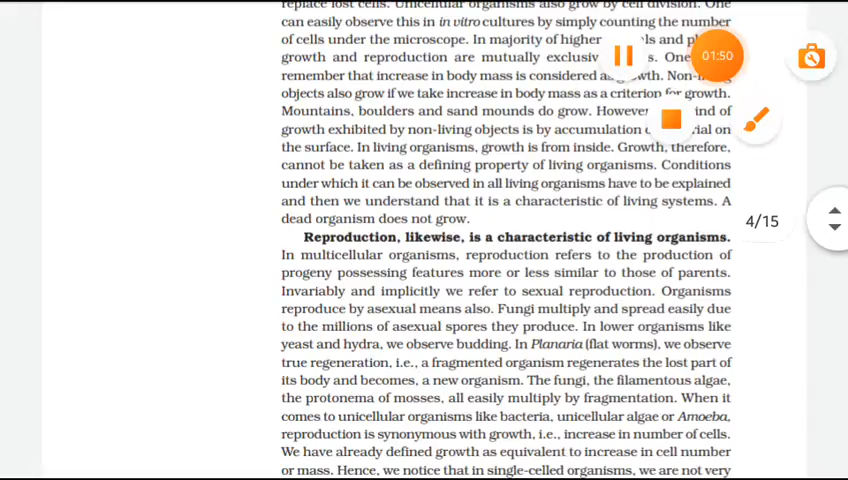 replace lost cells. Unicellular organisms also grow by cell division. One
can easily observe this in in vitro cultures by simply counting the number
of cells under the microscope. In majority of higher ls and pl
growth and reproduction are mutually exclusiv s. One
remember that increase in body mass is considered as growth. Non-living
objects also grow if we take increase in body mass as a criterion for growth.
Mountains, boulders and sand mounds do grow. However ind of
growth exhibited by non-living objects is by accumulation rial on
the surface. In living organisms, growth is from inside. Growth, therefore,
cannot be taken as a defining property of living organisms. Conditions
under which it can be observed in all living organisms have to be explained
and then we understand that it is a characteristic of living systems. A
dead organism does not grow.
Reproduction, likewise, is a characteristic of living organisms.
In multicellular organisms, reproduction refers to the production of
progeny possessing features more or less similar to those of parents.
Invariably and implicitly we refer to sexual reproduction. Organisms
reproduce by asexual means also. Fungi multiply and spread easily due
to the millions of asexual spores they produce. In lower organisms like
yeast and hydra, we observe budding. In Planaria (flat worms), we observe
true regeneration, i.e., a fragmented organism regenerates the lost part of
its body and becomes, a new organism. The fungi, the filamentous algae,
the protonema of mosses, all easily multiply by fragmentation. When it
comes to unicellular organisms like bacteria, unicellular algae or Amoeba,
reproduction is synonymous with growth, i.e., increase in number of cells.
We have already defined growth as equivalent to increase in cell number
or mass. Hence, we notice that in single-celled organisms, we are not very
01:50
4/15